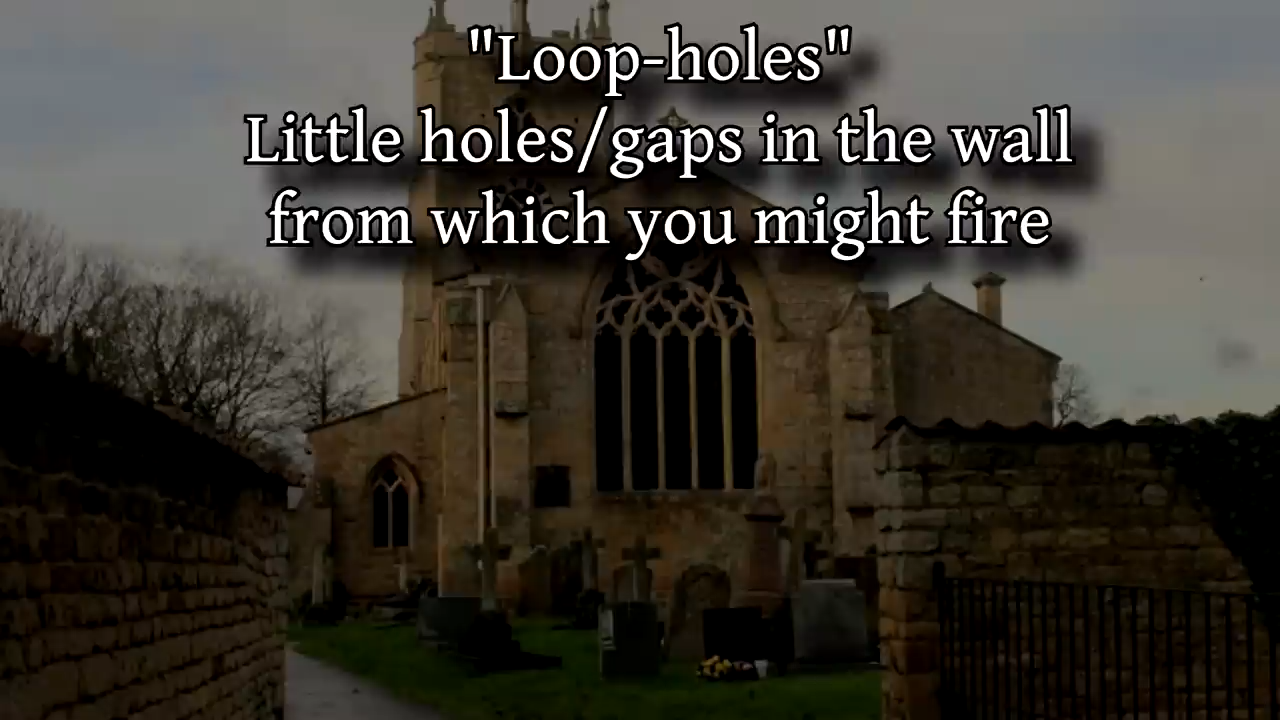 "Loop-holes"
Little holes/gaps in the wall
from which you might fire